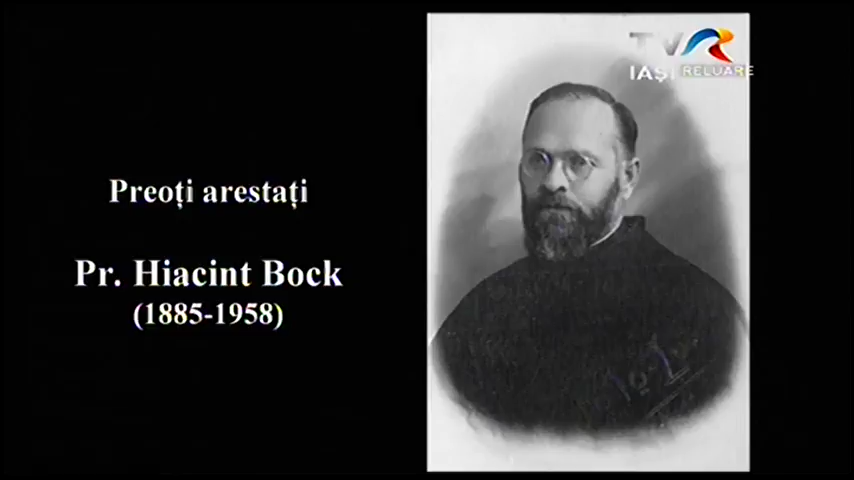 Preoți arestați
Pr. Hiacint Bock
(1885-1958)
TVR
IAȘI RELUARE